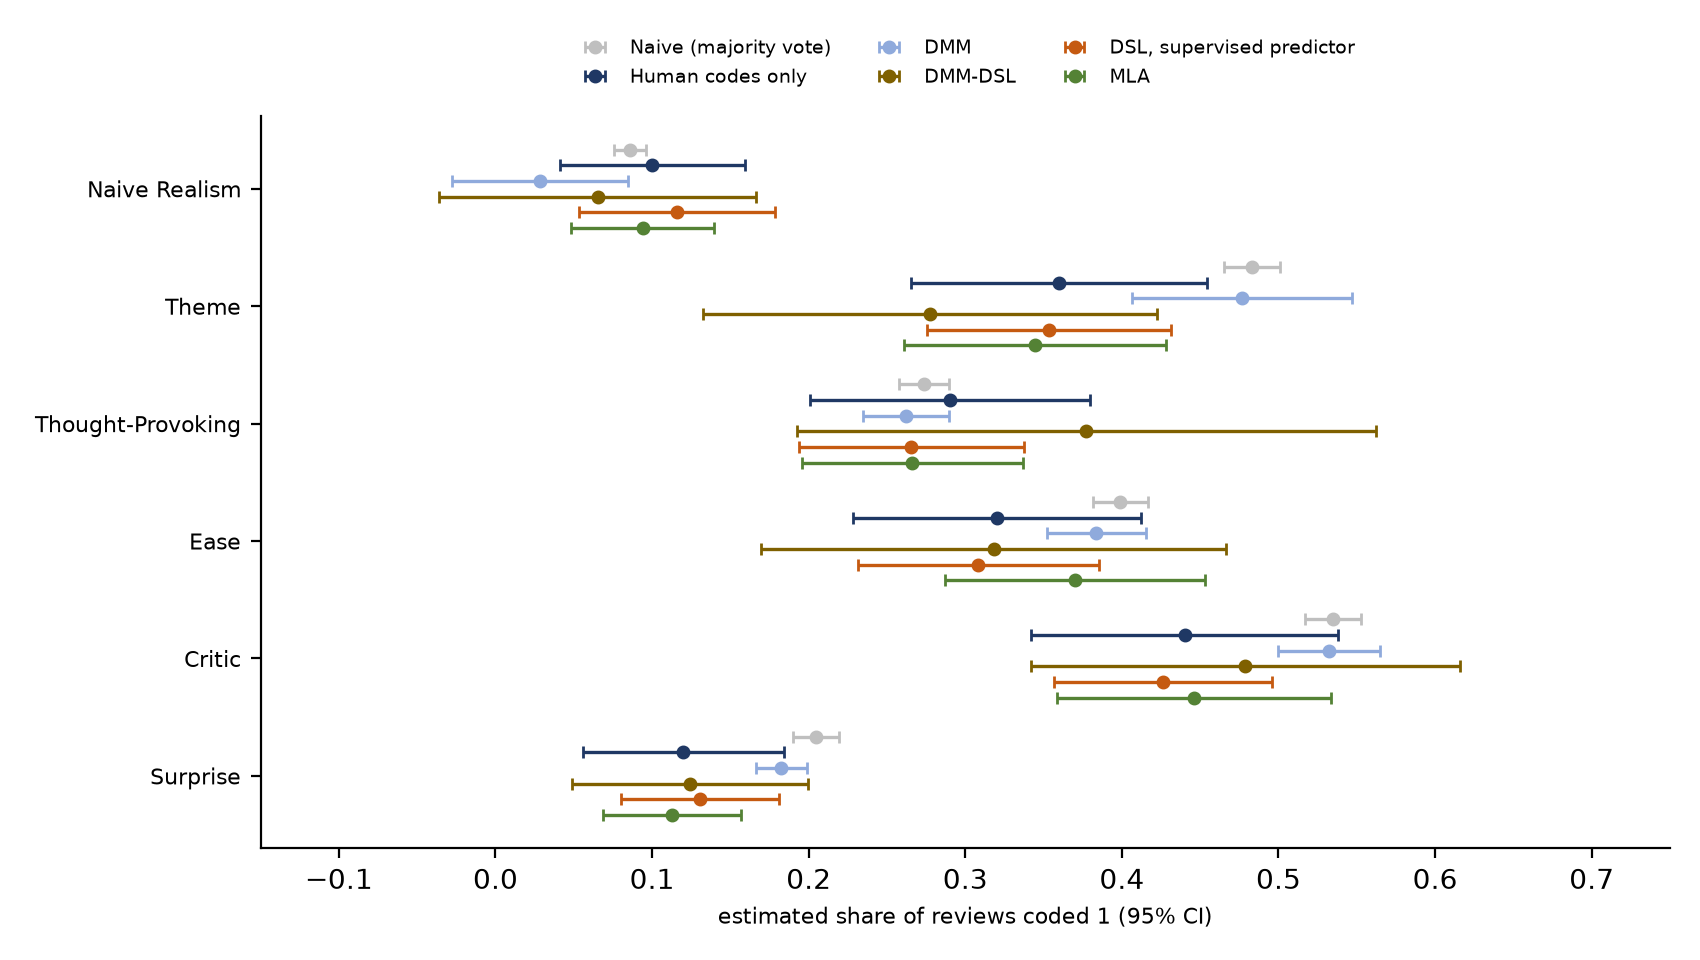 Naive (majority vote) DMM DSL, supervised predictor
Human codes only DMM-DSL MLA
Naive Realism
Theme
Thought-Provoking
Ease
Critic
Surprise
−0.1 0.0 0.1 0.2 0.3 0.4 0.5 0.6 0.7
estimated share of reviews coded 1 (95% CI)